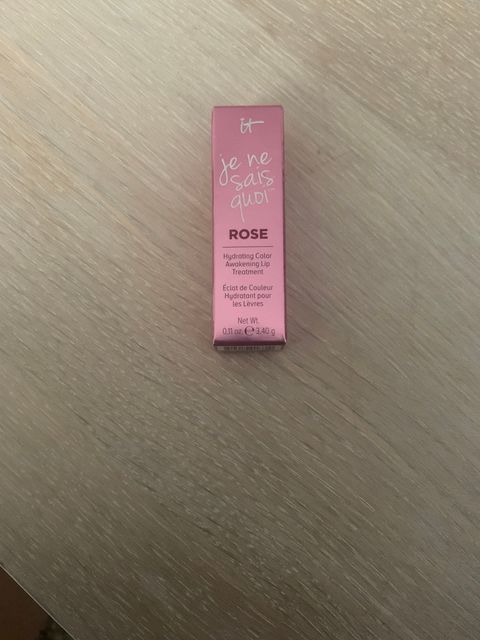 it
je ne
sais
quoi™
ROSE
Hydrating Color
Awakening Lip
Treatment
Éclat de Couleur
Hydratant pour
les Lèvres
Net Wt.
0.11 oz. ℮ 3.40 g